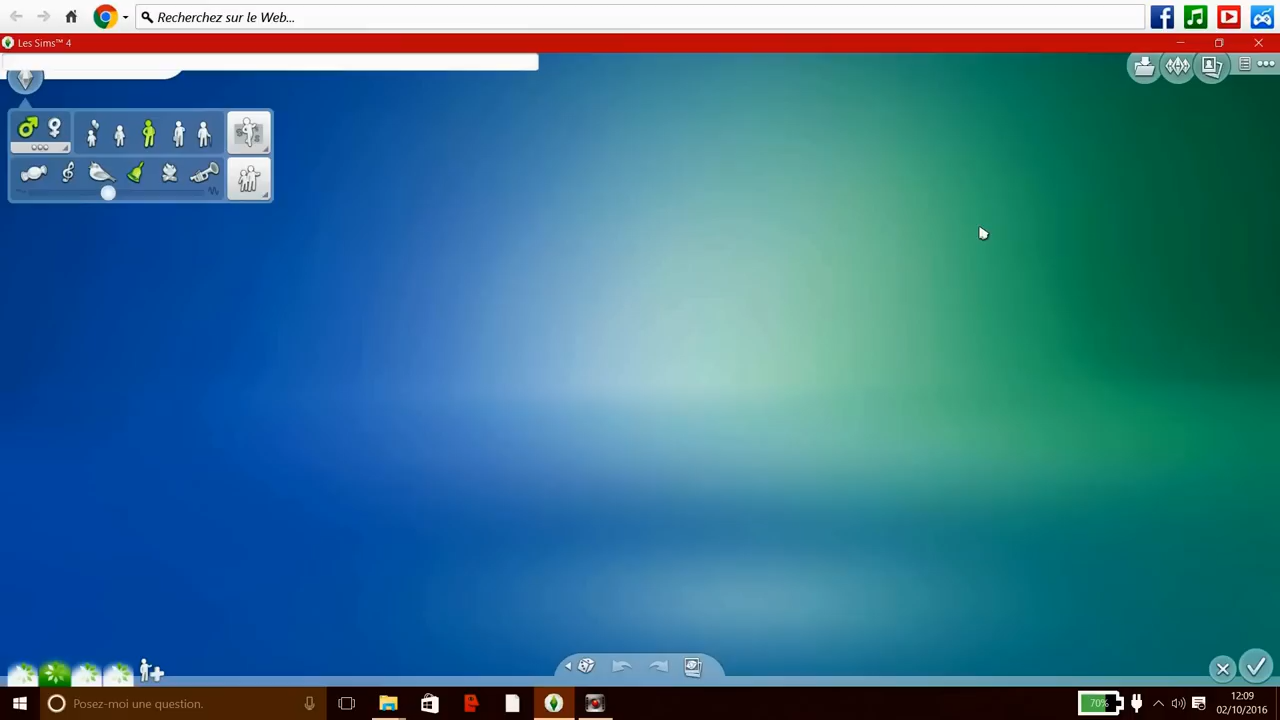 Recherchez sur le Web...
Les Sims™ 4
Posez-moi une question.
70%
12:09
02/10/2016